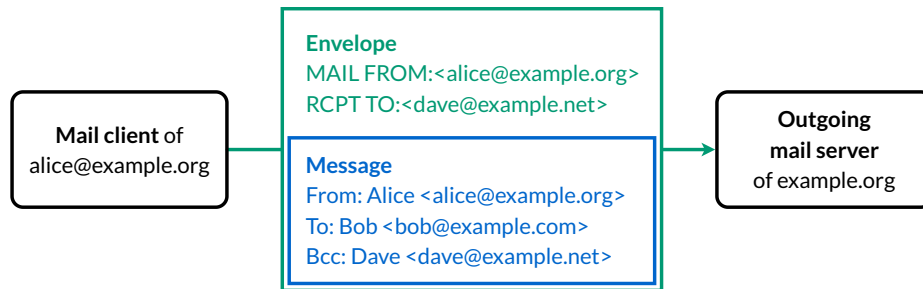 Mail client of
alice@example.org
Envelope
MAIL FROM:<alice@example.org>
RCPT TO:<dave@example.net>
Message
From: Alice <alice@example.org>
To: Bob <bob@example.com>
Bcc: Dave <dave@example.net>
Outgoing
mail server
of example.org